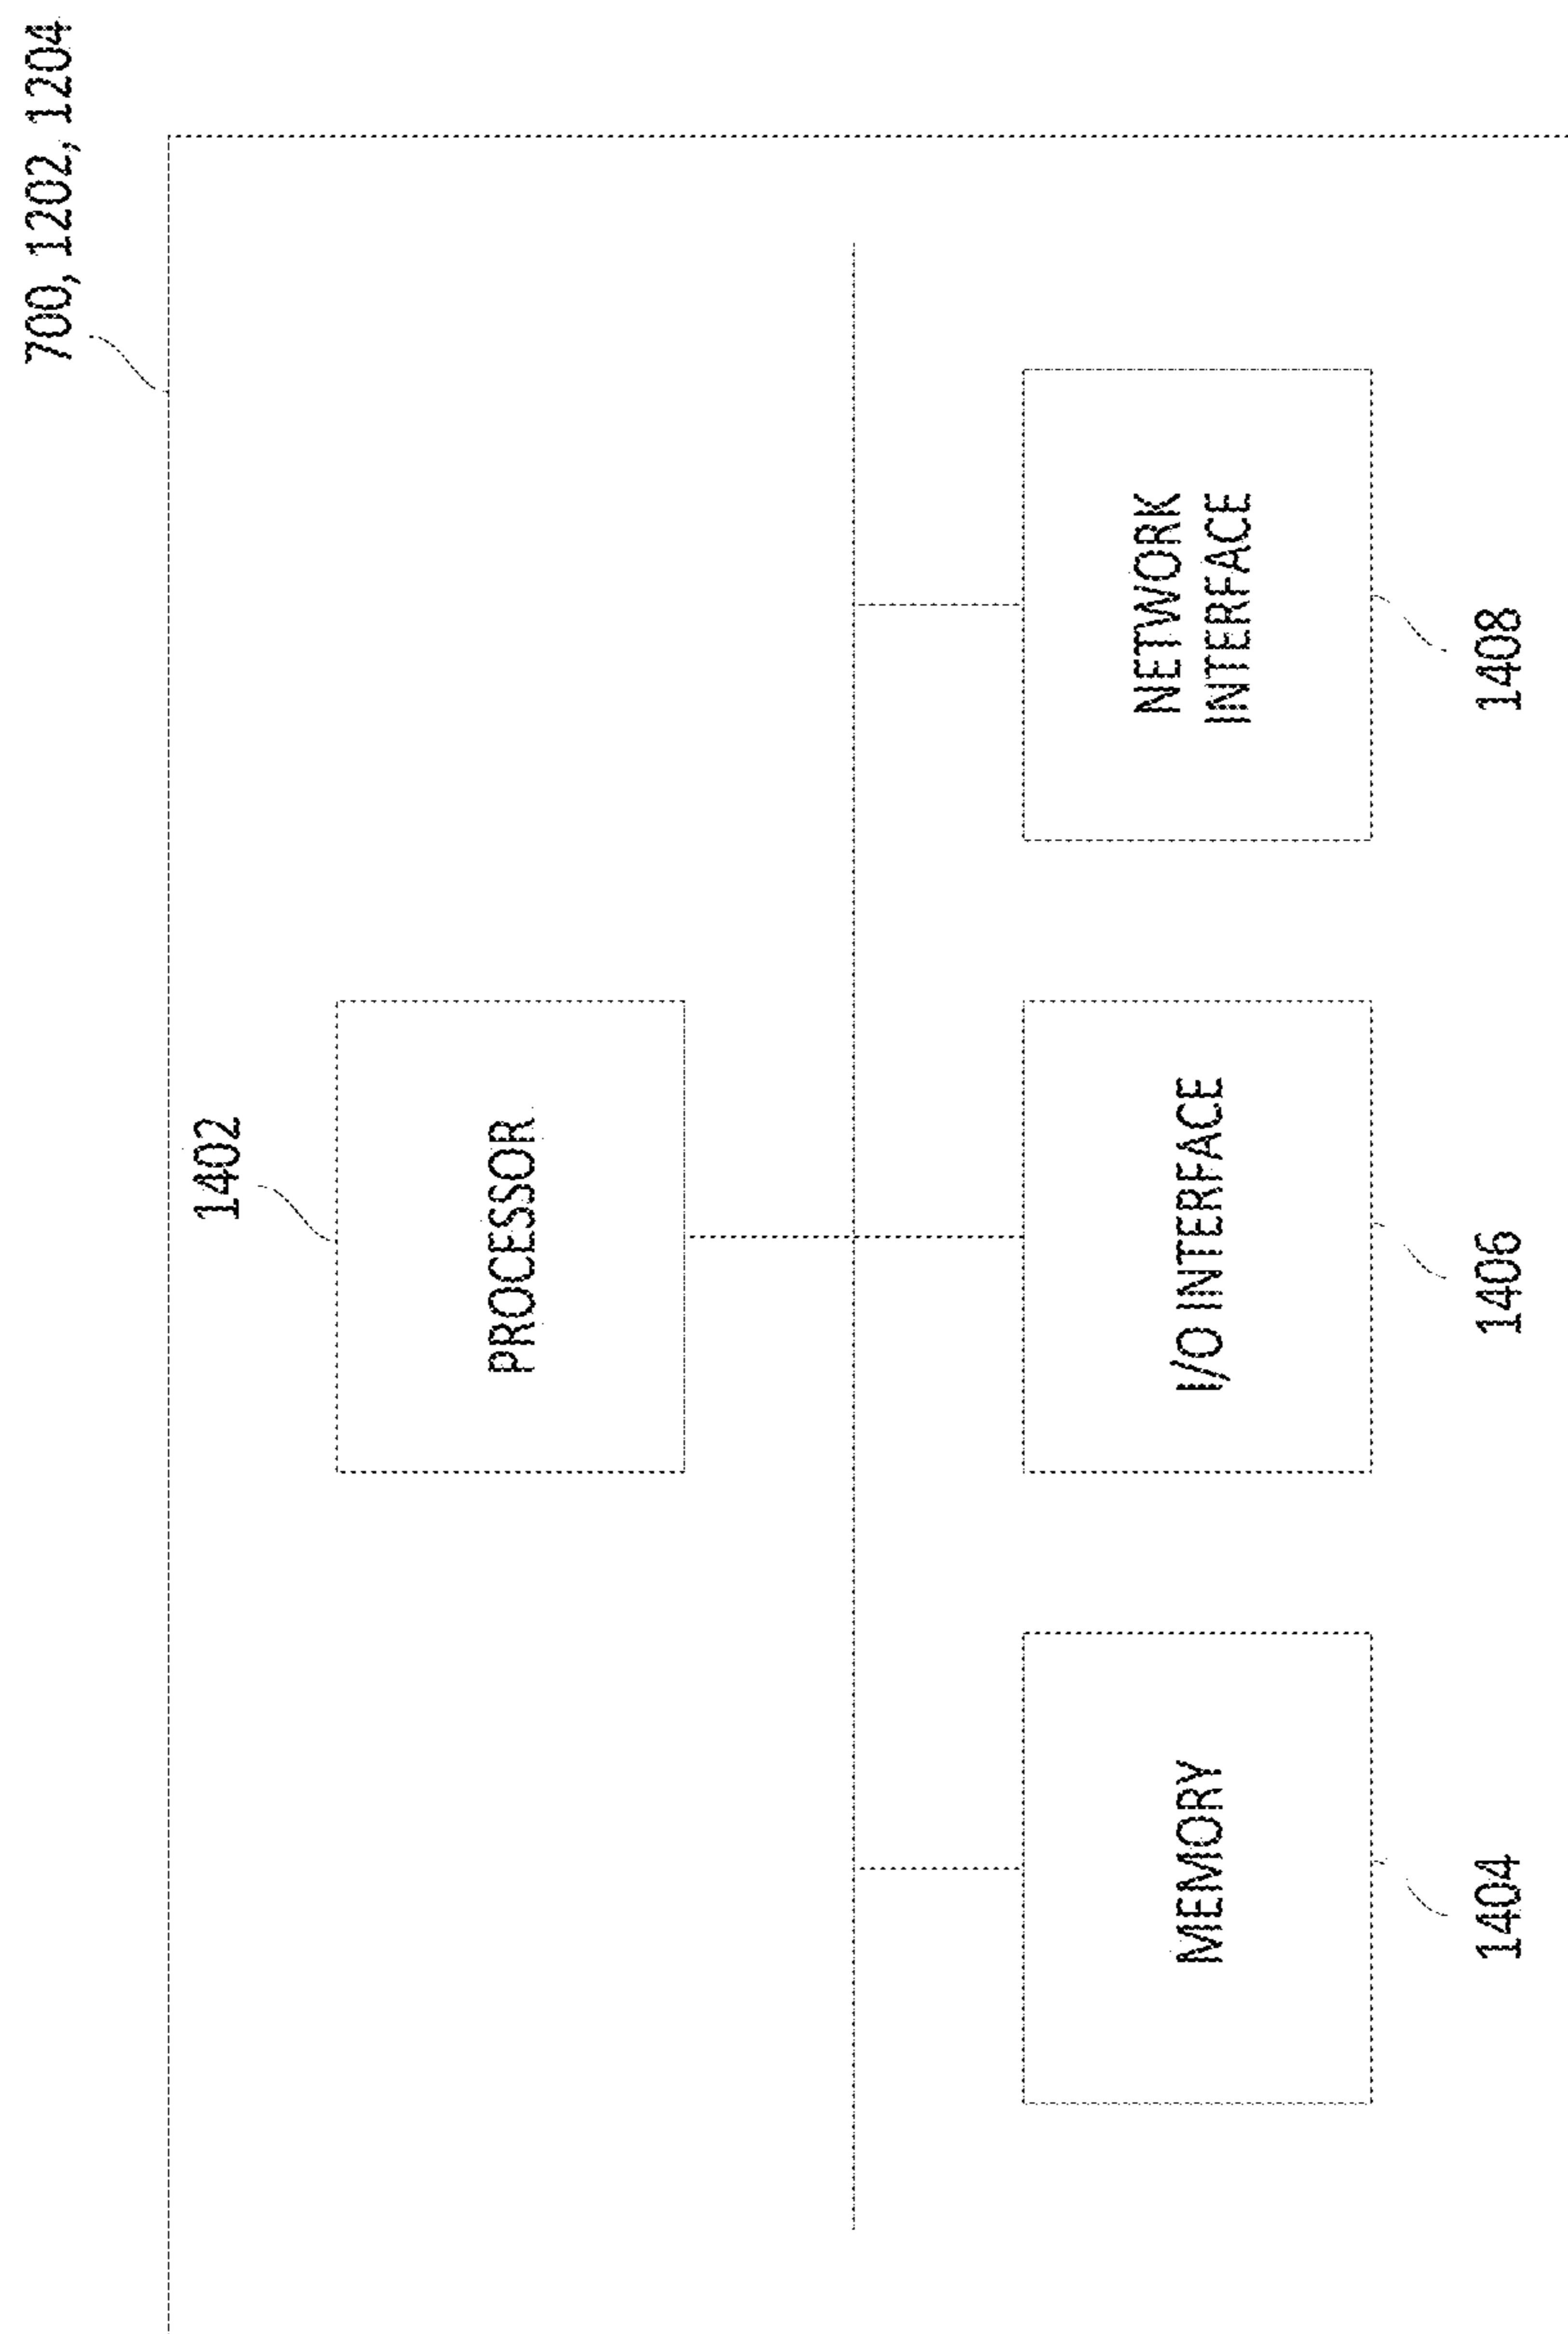 700, 1202, 1204
1402
PROCESSOR
MEMORY
I/O INTERFACE
NETWORK
INTERFACE
1404
1406
1408